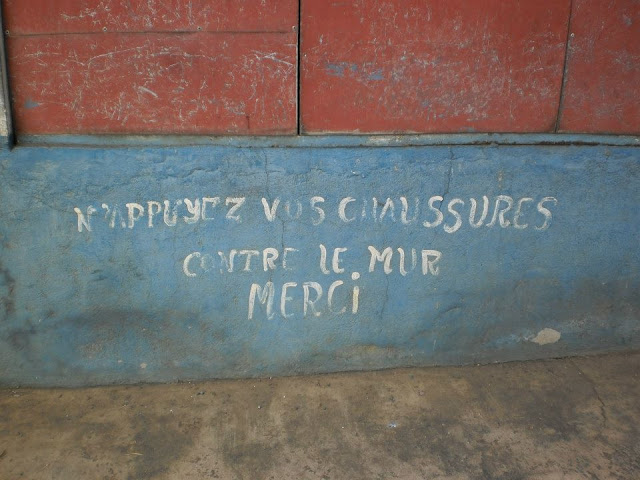 N'APPUYEZ VOS CHAUSSURES
CONTRE LE MUR
MERCi